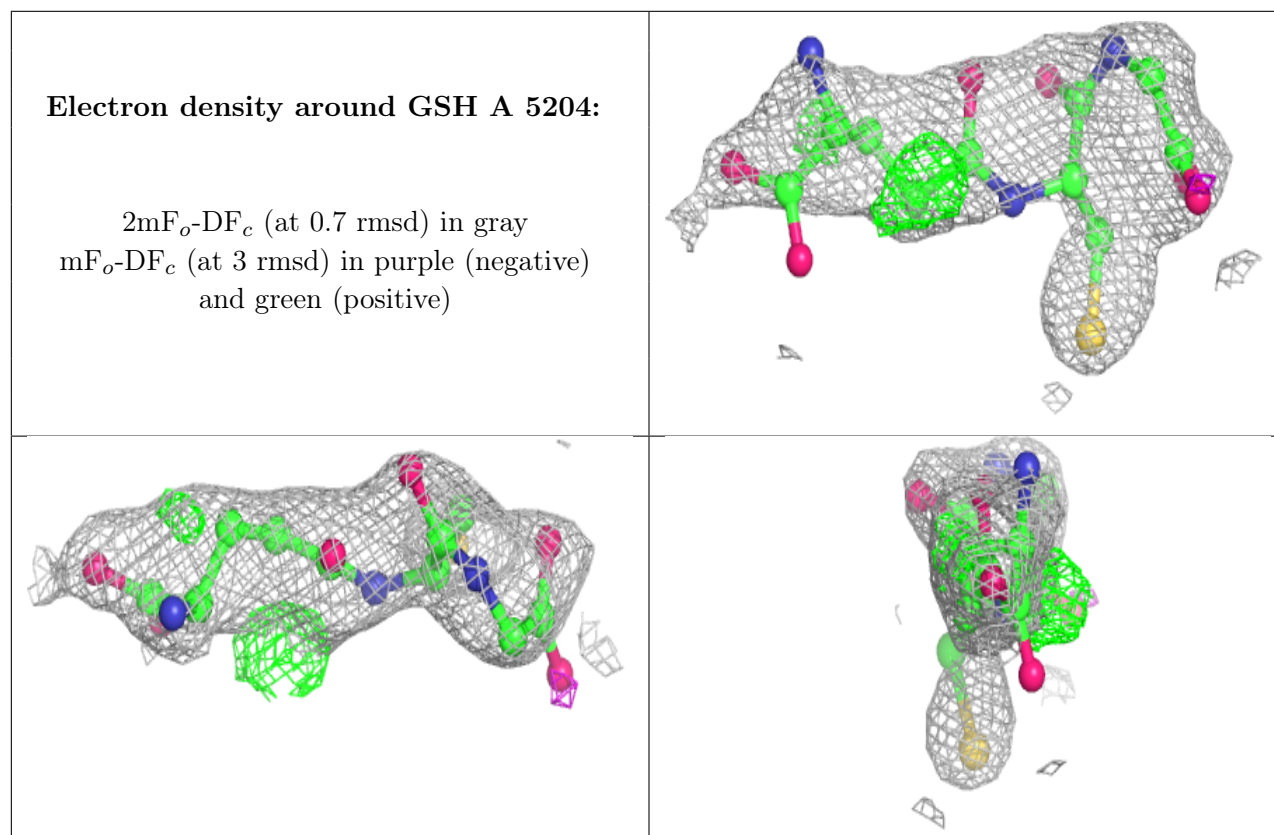 Electron density around GSH A 5204:
2mFo-DFc (at 0.7 rmsd) in gray
mFo-DFc (at 3 rmsd) in purple (negative)
and green (positive)